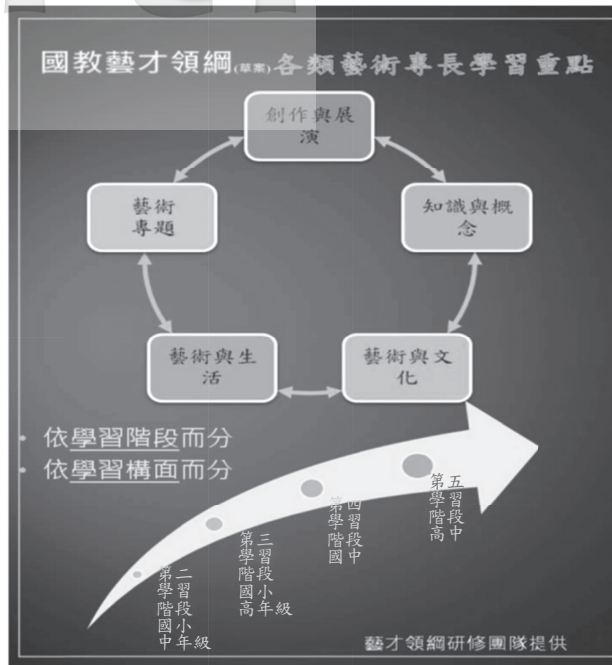 國教藝才領綱(草案)各類藝術專長學習重點
創作與展
演
藝術
專題
知識與概
念
藝術與生
活
藝術與文
化
• 依學習階段而分
• 依學習構面而分
第五
學習
階段
高中
第四
學習
階段
國中
第三
學習
階段
國小
高年級
第二
學習
階段
國小
中年級
藝才領綱研修團隊提供